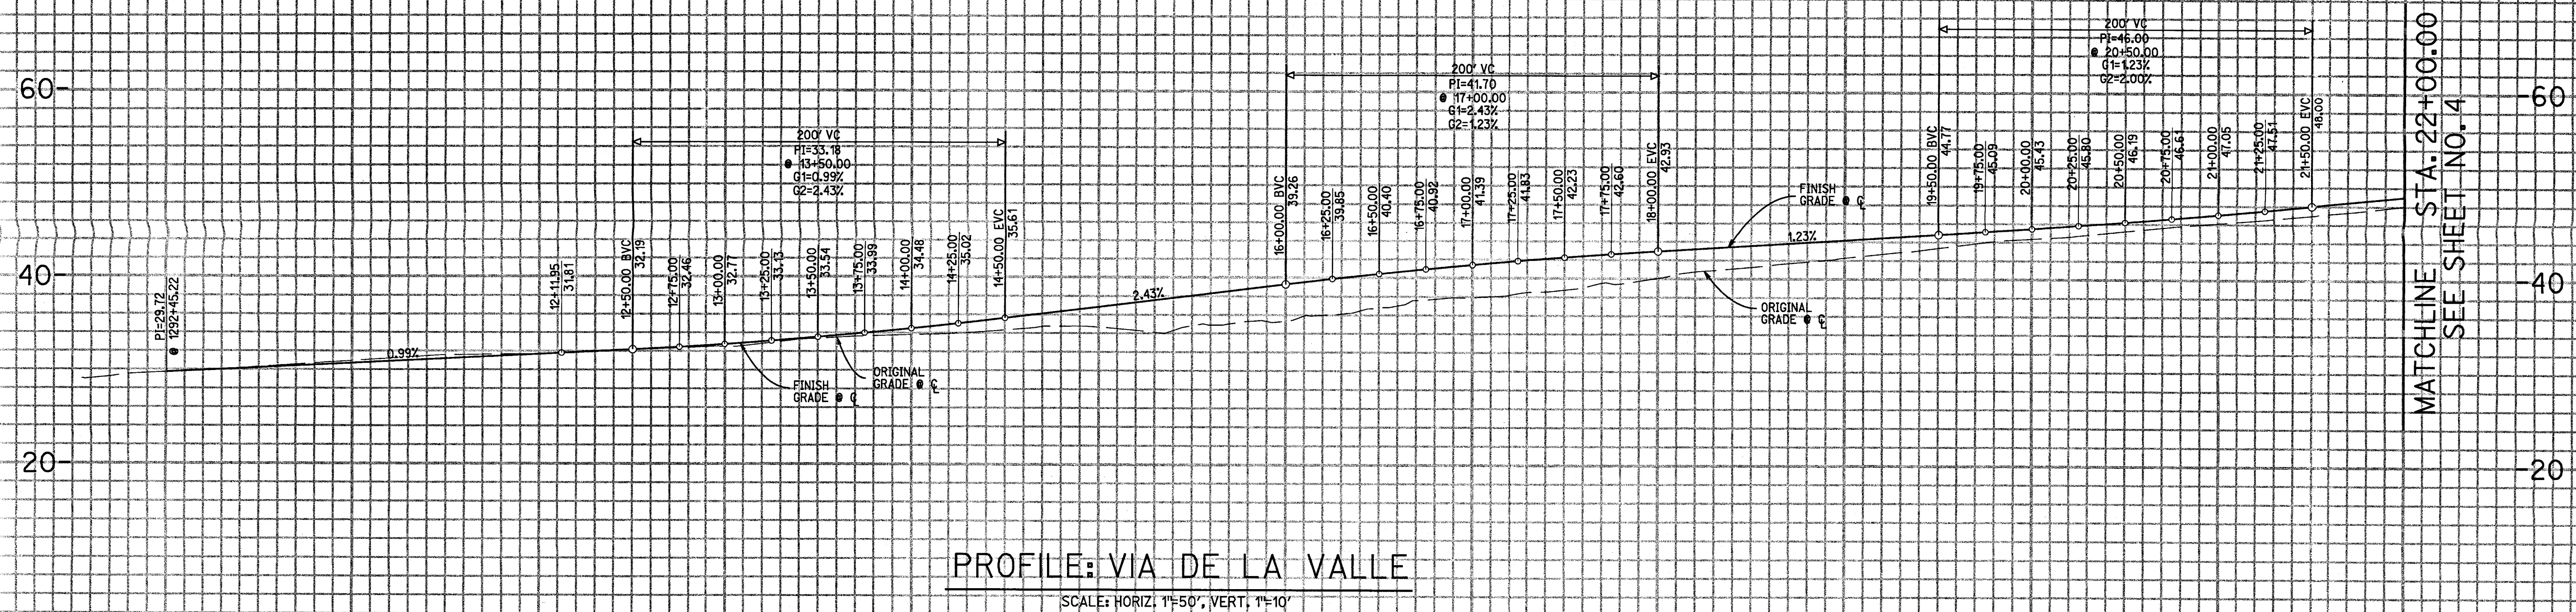 60
40
20
PI=29.72
@ 1292+45.22
0.99%
12+11.95
31.81
200' VC
PI=33.18
@ 13+50.00
G1=0.99%
G2=2.43%
12+50.00 BVC
32.19
12+75.00
32.46
13+00.00
32.77
13+25.00
33.13
13+50.00
33.54
13+75.00
33.99
14+00.00
34.48
14+25.00
35.02
14+50.00 EVC
35.61
FINISH
GRADE @ ℄
ORIGINAL
GRADE @ ℄
2.43%
200' VC
PI=41.70
@ 17+00.00
G1=2.43%
G2=1.23%
16+00.00 BVC
39.26
16+25.00
39.85
16+50.00
40.40
16+75.00
40.92
17+00.00
41.39
17+25.00
41.83
17+50.00
42.23
17+75.00
42.60
18+00.00 EVC
42.93
FINISH
GRADE @ ℄
1.23%
ORIGINAL
GRADE @ ℄
200' VC
PI=46.00
@ 20+50.00
G1=1.23%
G2=2.00%
19+50.00 BVC
44.77
19+75.00
45.09
20+00.00
45.43
20+25.00
45.80
20+50.00
46.19
20+75.00
46.61
21+00.00
47.05
21+25.00
47.51
21+50.00 EVC
48.00
MATCHLINE STA. 22+00.00
SEE SHEET NO. 4
60
40
20
PROFILE: VIA DE LA VALLE
SCALE: HORIZ. 1"=50', VERT. 1"=10'